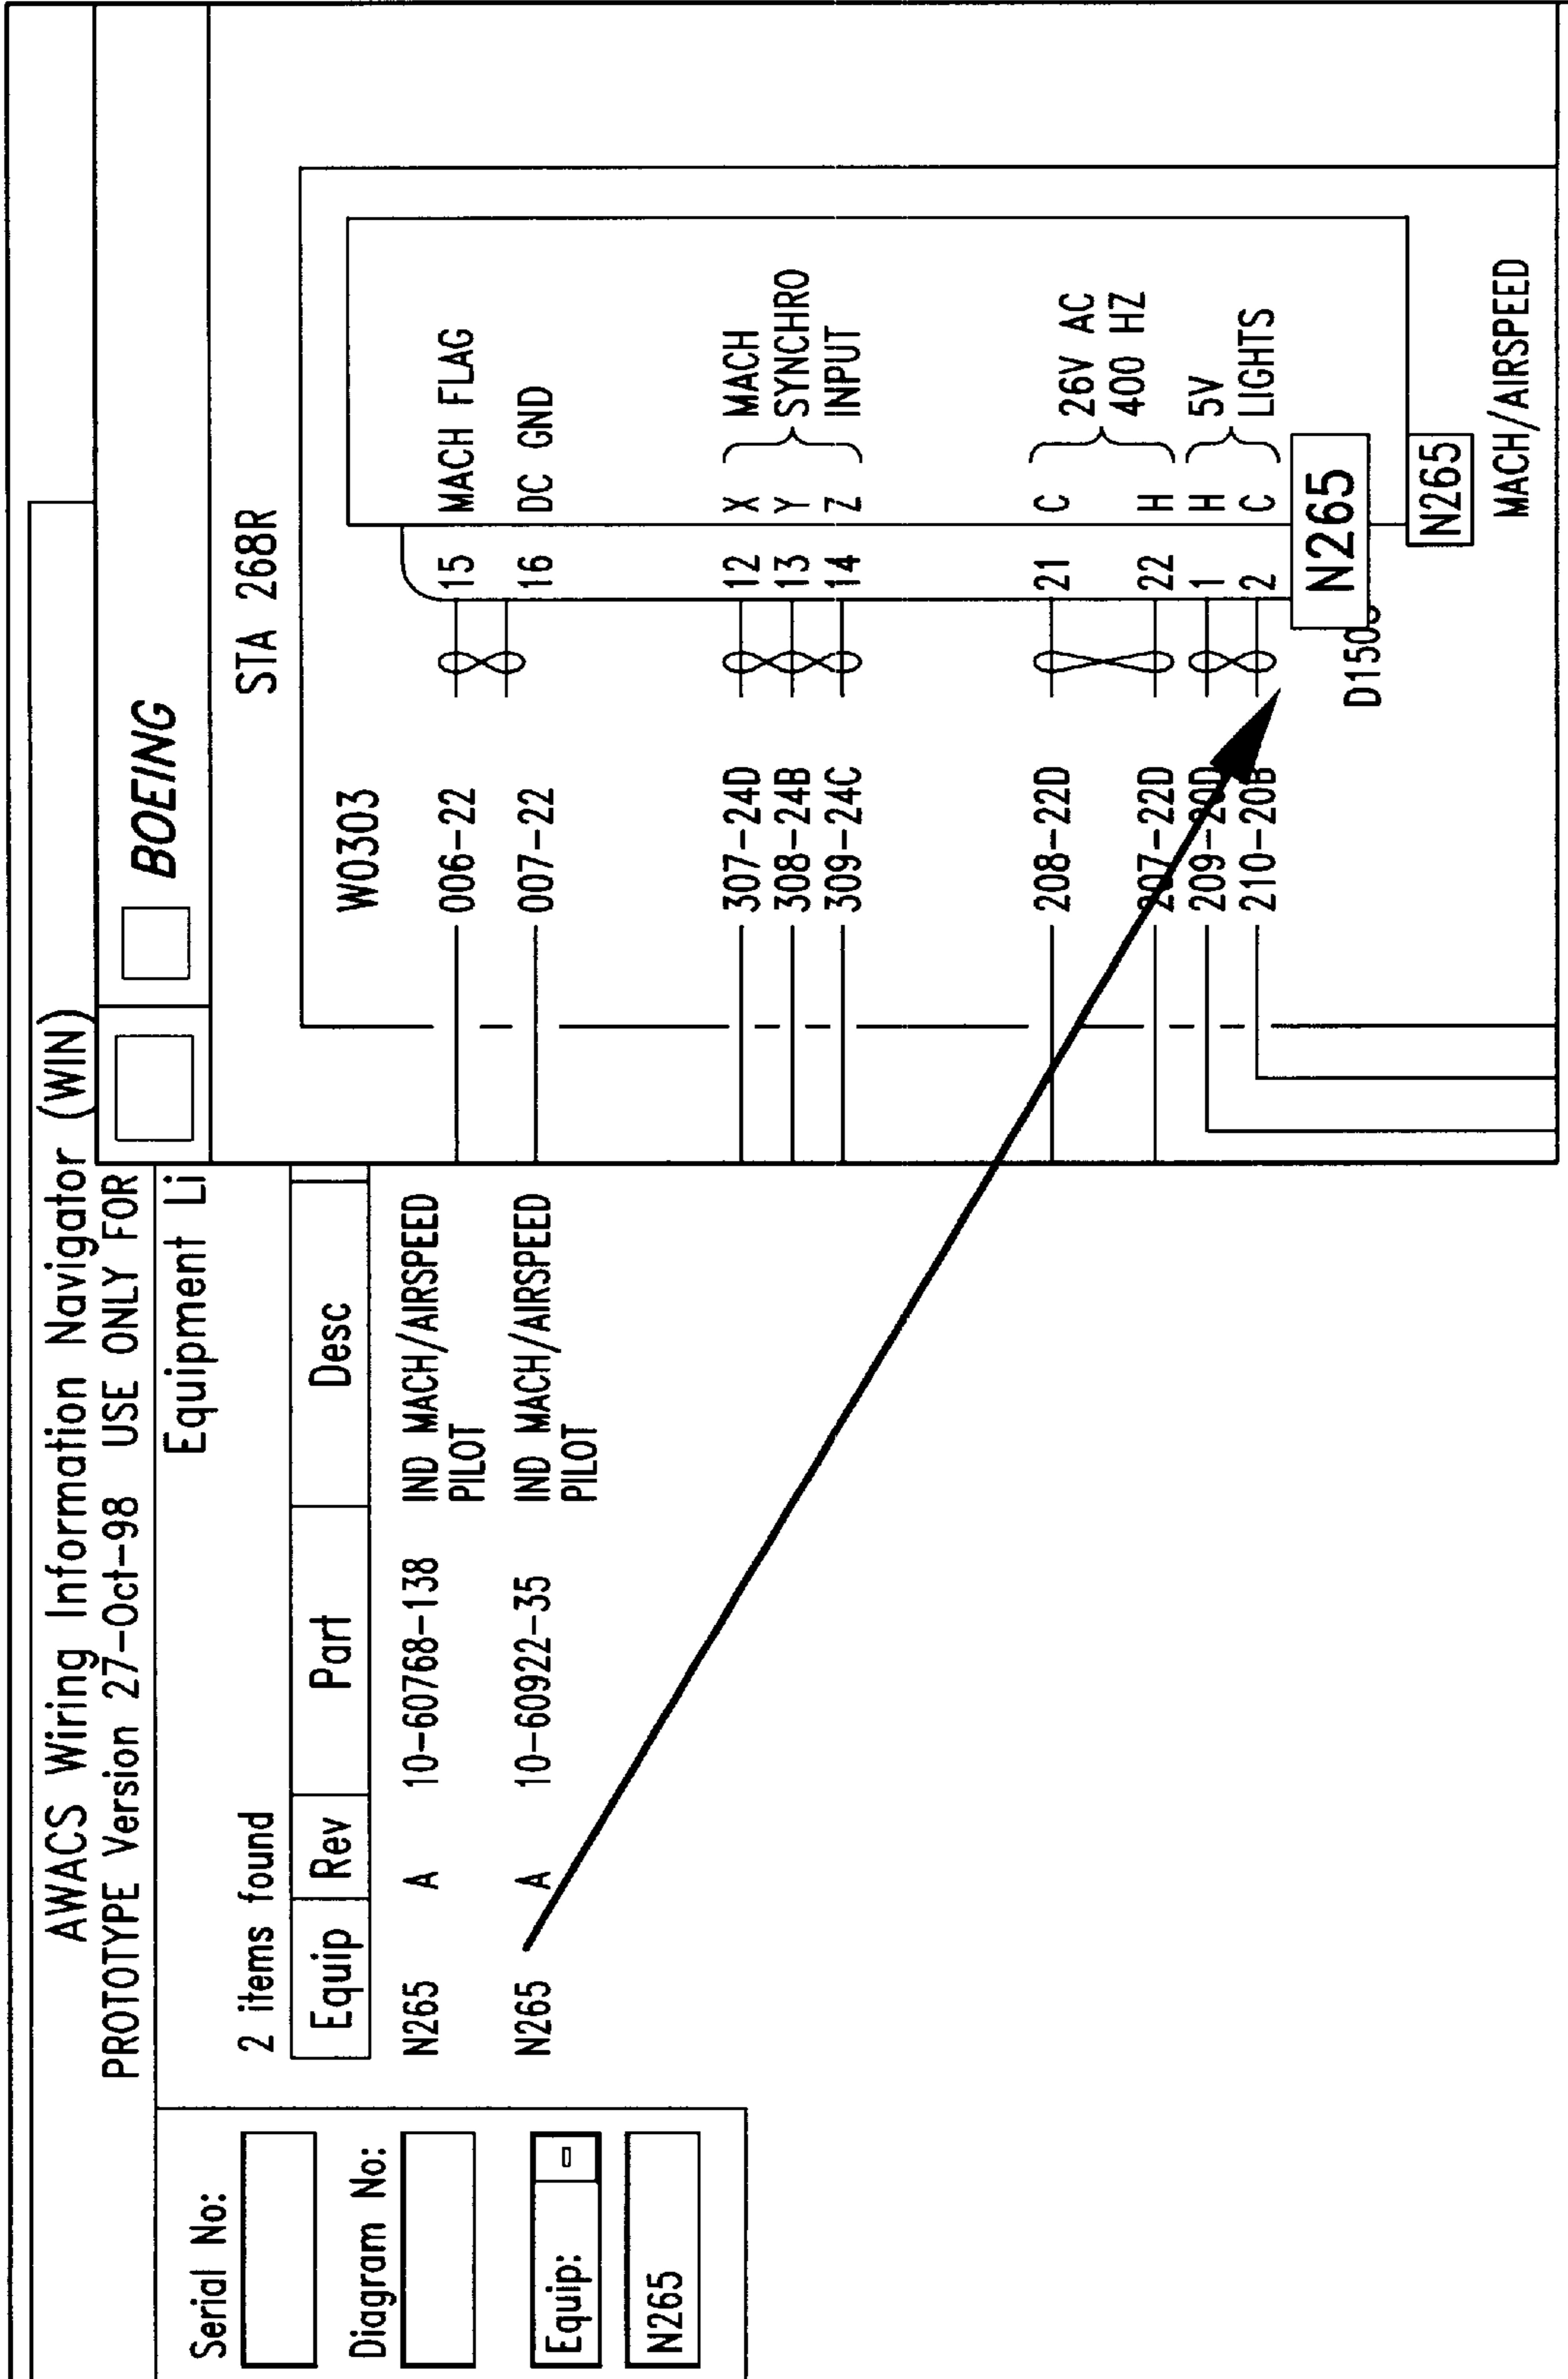 AWACS Wiring Information Navigator (WIN)
PROTOTYPE Version 27-Oct-98 USE ONLY FOR
Serial No:
Diagram No:
Equip:
N265
Equipment Li
2 items found
Equip Rev Part Desc
N265 A 10-60768-138 IND MACH/AIRSPEED
PILOT
N265 A 10-60922-35 IND MACH/AIRSPEED
PILOT
BOEING
STA 268R
W0303
006-22 15 MACH FLAG
007-22 16 DC GND
307-24D 12 X MACH
308-24B 13 Y SYNCHRO
309-24C 14 Z INPUT
208-22D 21 C 26V AC
400 HZ
207-22D 22 H
209-20D 1 H 5V
210-20B 2 C LIGHTS
N265
N265
MACH/AIRSPEED